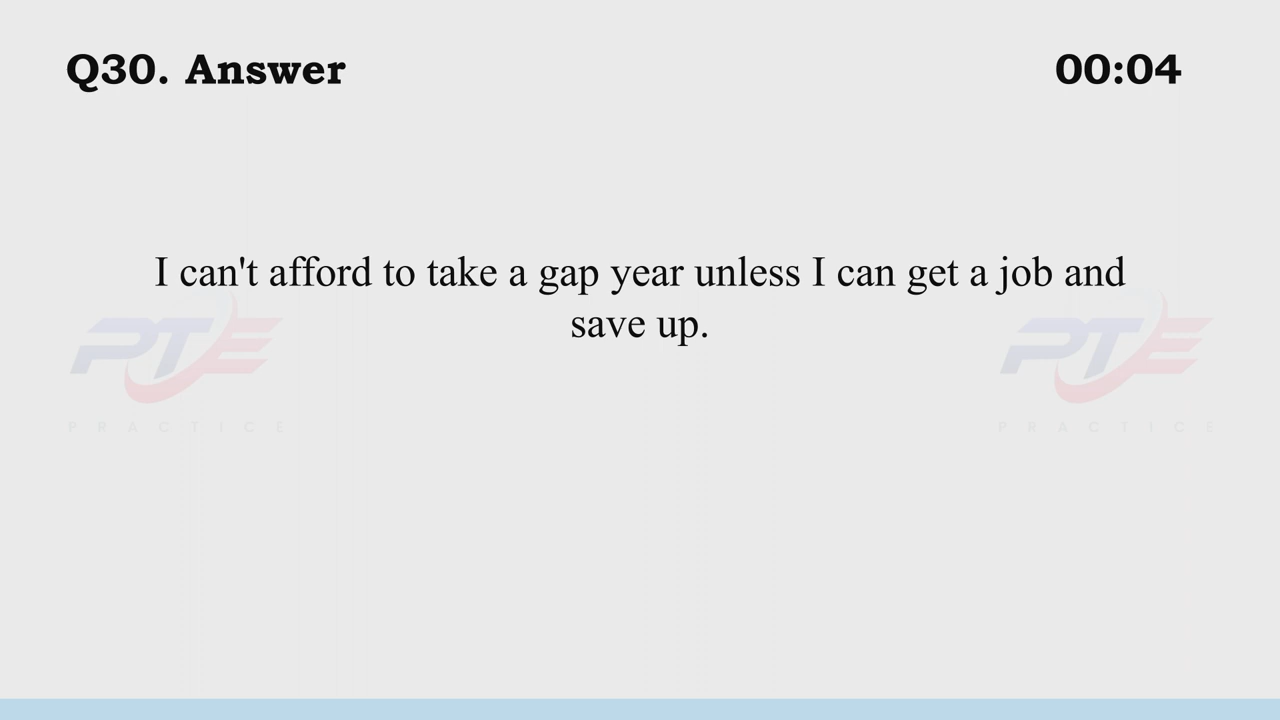 Q30. Answer
00:04
I can't afford to take a gap year unless I can get a job and
save up.
PTE
PRACTICE
PTE
PRACTICE